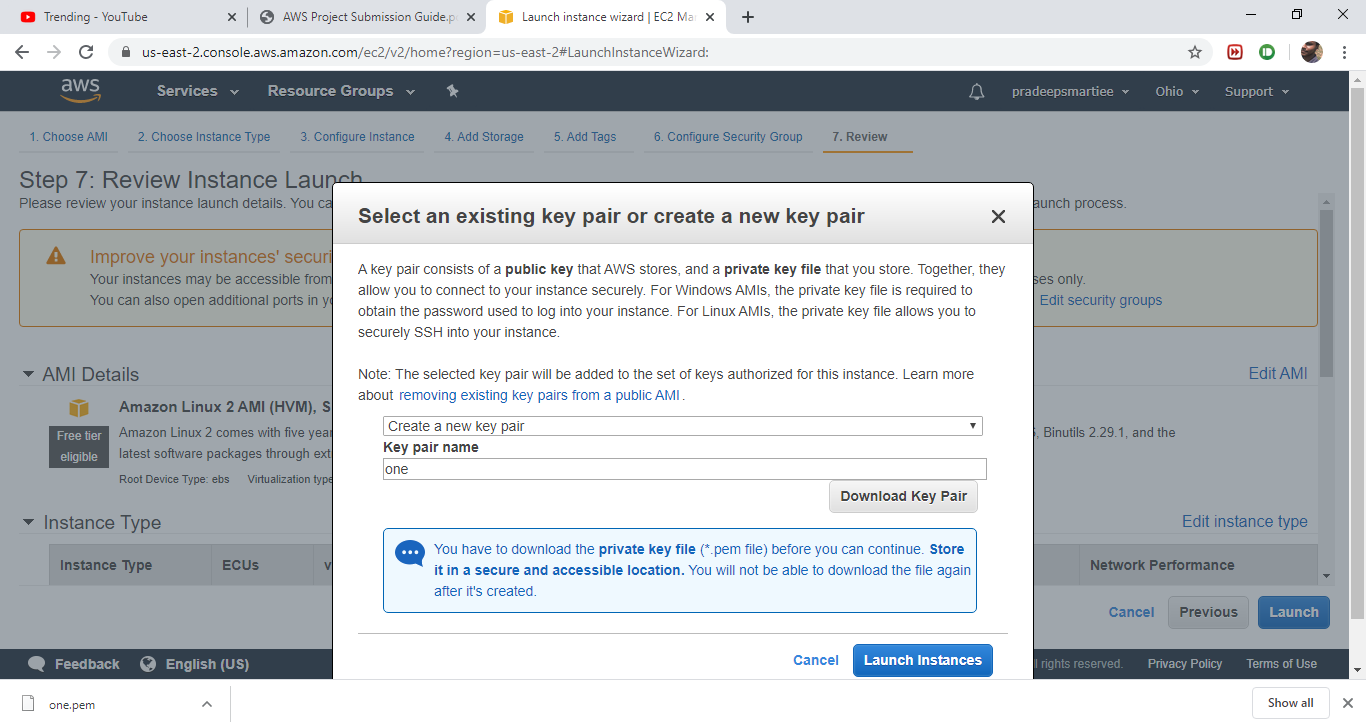 Trending - YouTube
AWS Project Submission Guide.p
Launch instance wizard | EC2 Ma
us-east-2.console.aws.amazon.com/ec2/v2/home?region=us-east-2#LaunchInstanceWizard:
aws
Services
Resource Groups
pradeepsmartiee
Ohio
Support
1. Choose AMI
2. Choose Instance Type
3. Configure Instance
4. Add Storage
5. Add Tags
6. Configure Security Group
7. Review
Step 7: Review Instance Launch
Please review your instance launch details. You ca
aunch process.
Improve your instances' securi
Your instances may be accessible from
ses only.
You can also open additional ports in yo
Edit security groups
AMI Details
Edit AMI
Amazon Linux 2 AMI (HVM), S
Free tier
eligible
Amazon Linux 2 comes with five year
, Binutils 2.29.1, and the
latest software packages through ext
Root Device Type: ebs
Virtualization type
Instance Type
Edit instance type
Instance Type
ECUs
v
Network Performance
Cancel
Previous
Launch
Select an existing key pair or create a new key pair
A key pair consists of a public key that AWS stores, and a private key file that you store. Together, they
allow you to connect to your instance securely. For Windows AMIs, the private key file is required to
obtain the password used to log into your instance. For Linux AMIs, the private key file allows you to
securely SSH into your instance.
Note: The selected key pair will be added to the set of keys authorized for this instance. Learn more
about removing existing key pairs from a public AMI.
Create a new key pair
Key pair name
one
Download Key Pair
You have to download the private key file (*.pem file) before you can continue. Store
it in a secure and accessible location. You will not be able to download the file again
after it's created.
Cancel
Launch Instances
Feedback
English (US)
l rights reserved.
Privacy Policy
Terms of Use
one.pem
Show all